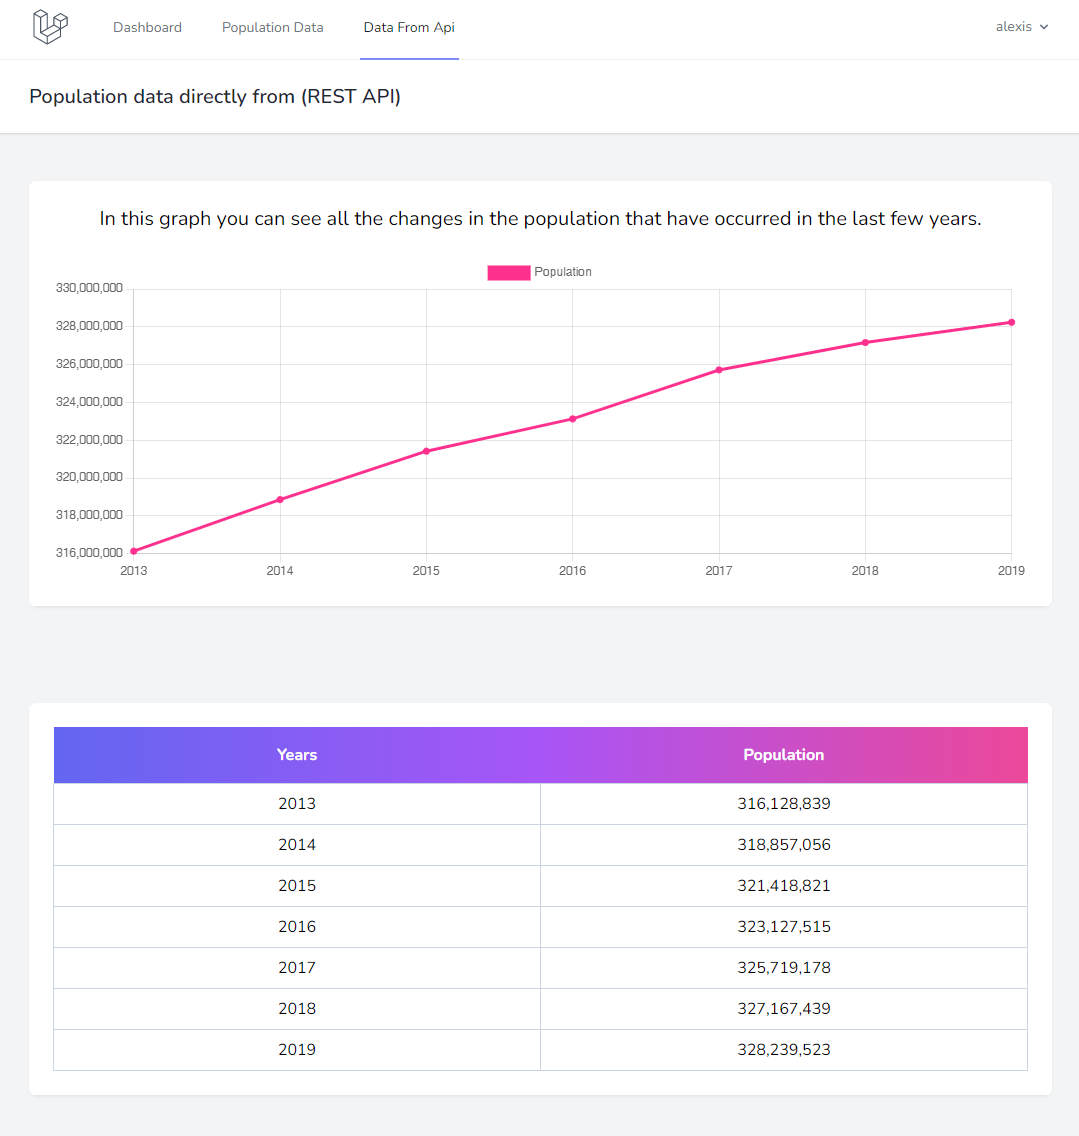 Dashboard Population Data Data From Api alexis
Population data directly from (REST API)
In this graph you can see all the changes in the population that have occurred in the last few years.
Population
330,000,000
328,000,000
326,000,000
324,000,000
322,000,000
320,000,000
318,000,000
316,000,000
2013 2014 2015 2016 2017 2018 2019
Years Population
2013 316,128,839
2014 318,857,056
2015 321,418,821
2016 323,127,515
2017 325,719,178
2018 327,167,439
2019 328,239,523